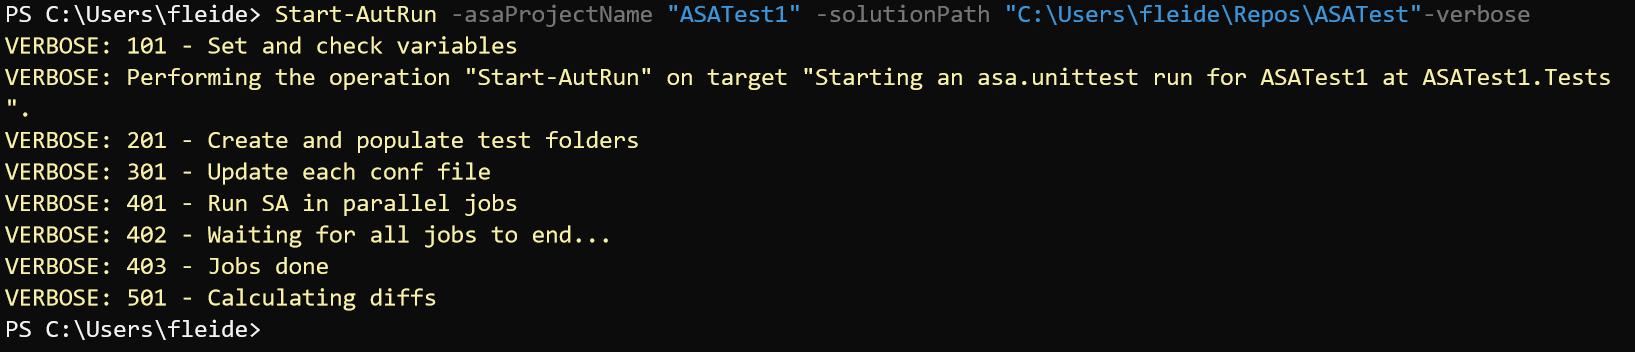 PS C:\Users\fleide> Start-AutRun -asaProjectName "ASATest1" -solutionPath "C:\Users\fleide\Repos\ASATest"-verbose
VERBOSE: 101 - Set and check variables
VERBOSE: Performing the operation "Start-AutRun" on target "Starting an asa.unittest run for ASATest1 at ASATest1.Tests
".
VERBOSE: 201 - Create and populate test folders
VERBOSE: 301 - Update each conf file
VERBOSE: 401 - Run SA in parallel jobs
VERBOSE: 402 - Waiting for all jobs to end...
VERBOSE: 403 - Jobs done
VERBOSE: 501 - Calculating diffs
PS C:\Users\fleide>